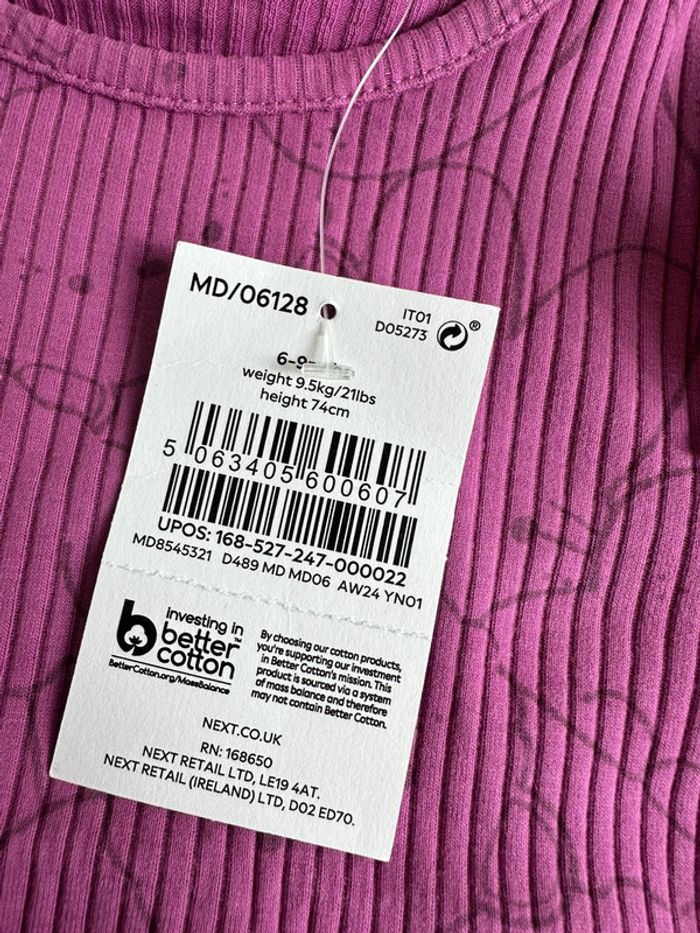 MD/06128
IT01
D05273 ®
6-9
weight 9.5kg/21lbs
height 74cm
5 063405 600607
UPOS: 168-527-247-000022
MD8545321 D489 MD MD06 AW24 YN01
Investing in
better
cotton™
BetterCotton.org/MassBalance
By choosing our cotton products,
you're supporting our investment
in Better Cotton's mission. This
product is sourced via a system
of mass balance and therefore
may not contain Better Cotton.
NEXT.CO.UK
RN: 168650
NEXT RETAIL LTD, LE19 4AT.
NEXT RETAIL (IRELAND) LTD, D02 ED70.